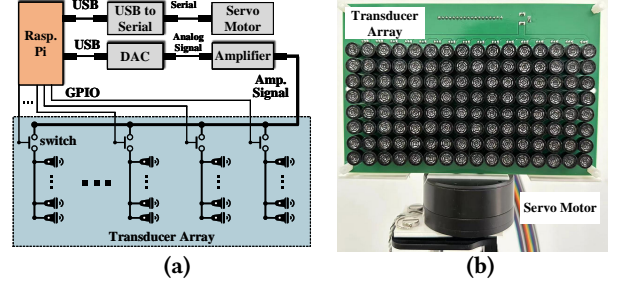 USB
USB to
Serial
Serial
Servo
Motor
Rasp.
Pi
USB
DAC
Analog
Signal
Amplifier
GPIO
Amp.
Signal
...
switch
Transducer Array
(a)
Transducer
Array
Servo Motor
(b)